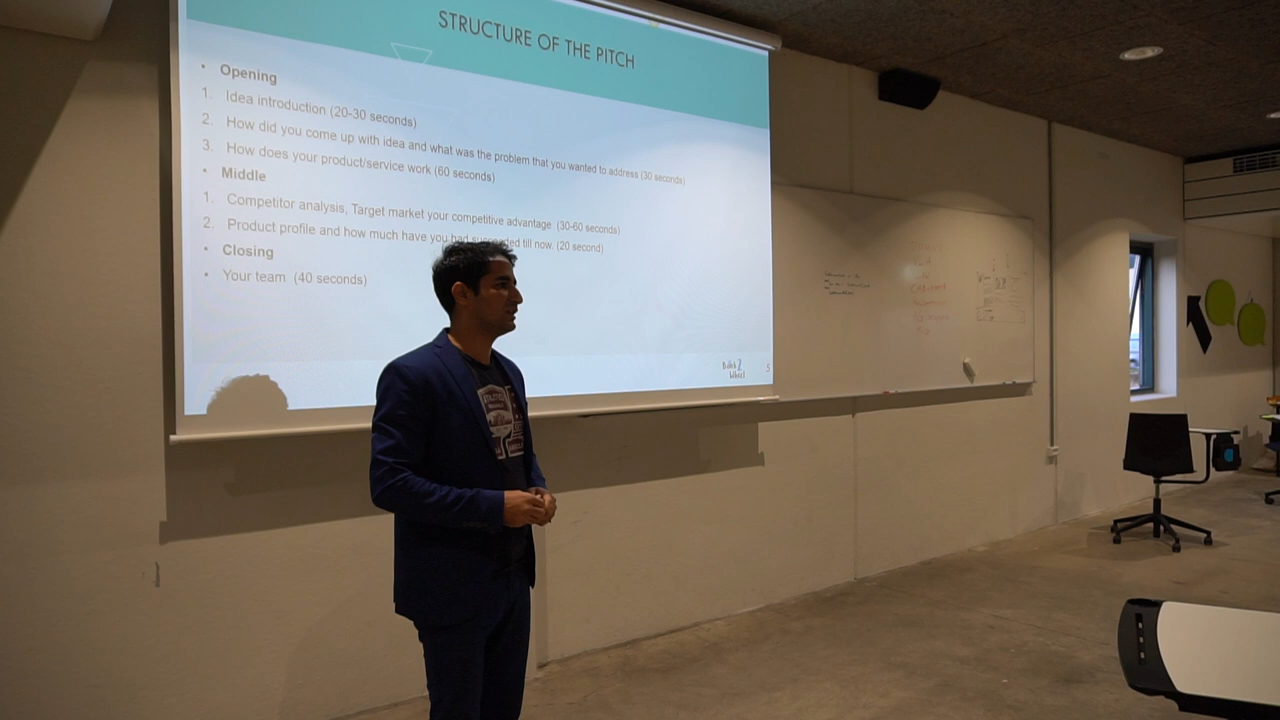 STRUCTURE OF THE PITCH
• Opening
1. Idea introduction (20-30 seconds)
2. How did you come up with idea and what was the problem that you wanted to address (30 seconds)
3. How does your product/service work (60 seconds)
• Middle
1. Competitor analysis, Target market your competitive advantage (30-60 seconds)
2. Product profile and how much have you had succeeded till now. (20 second)
• Closing
• Your team (40 seconds)
5